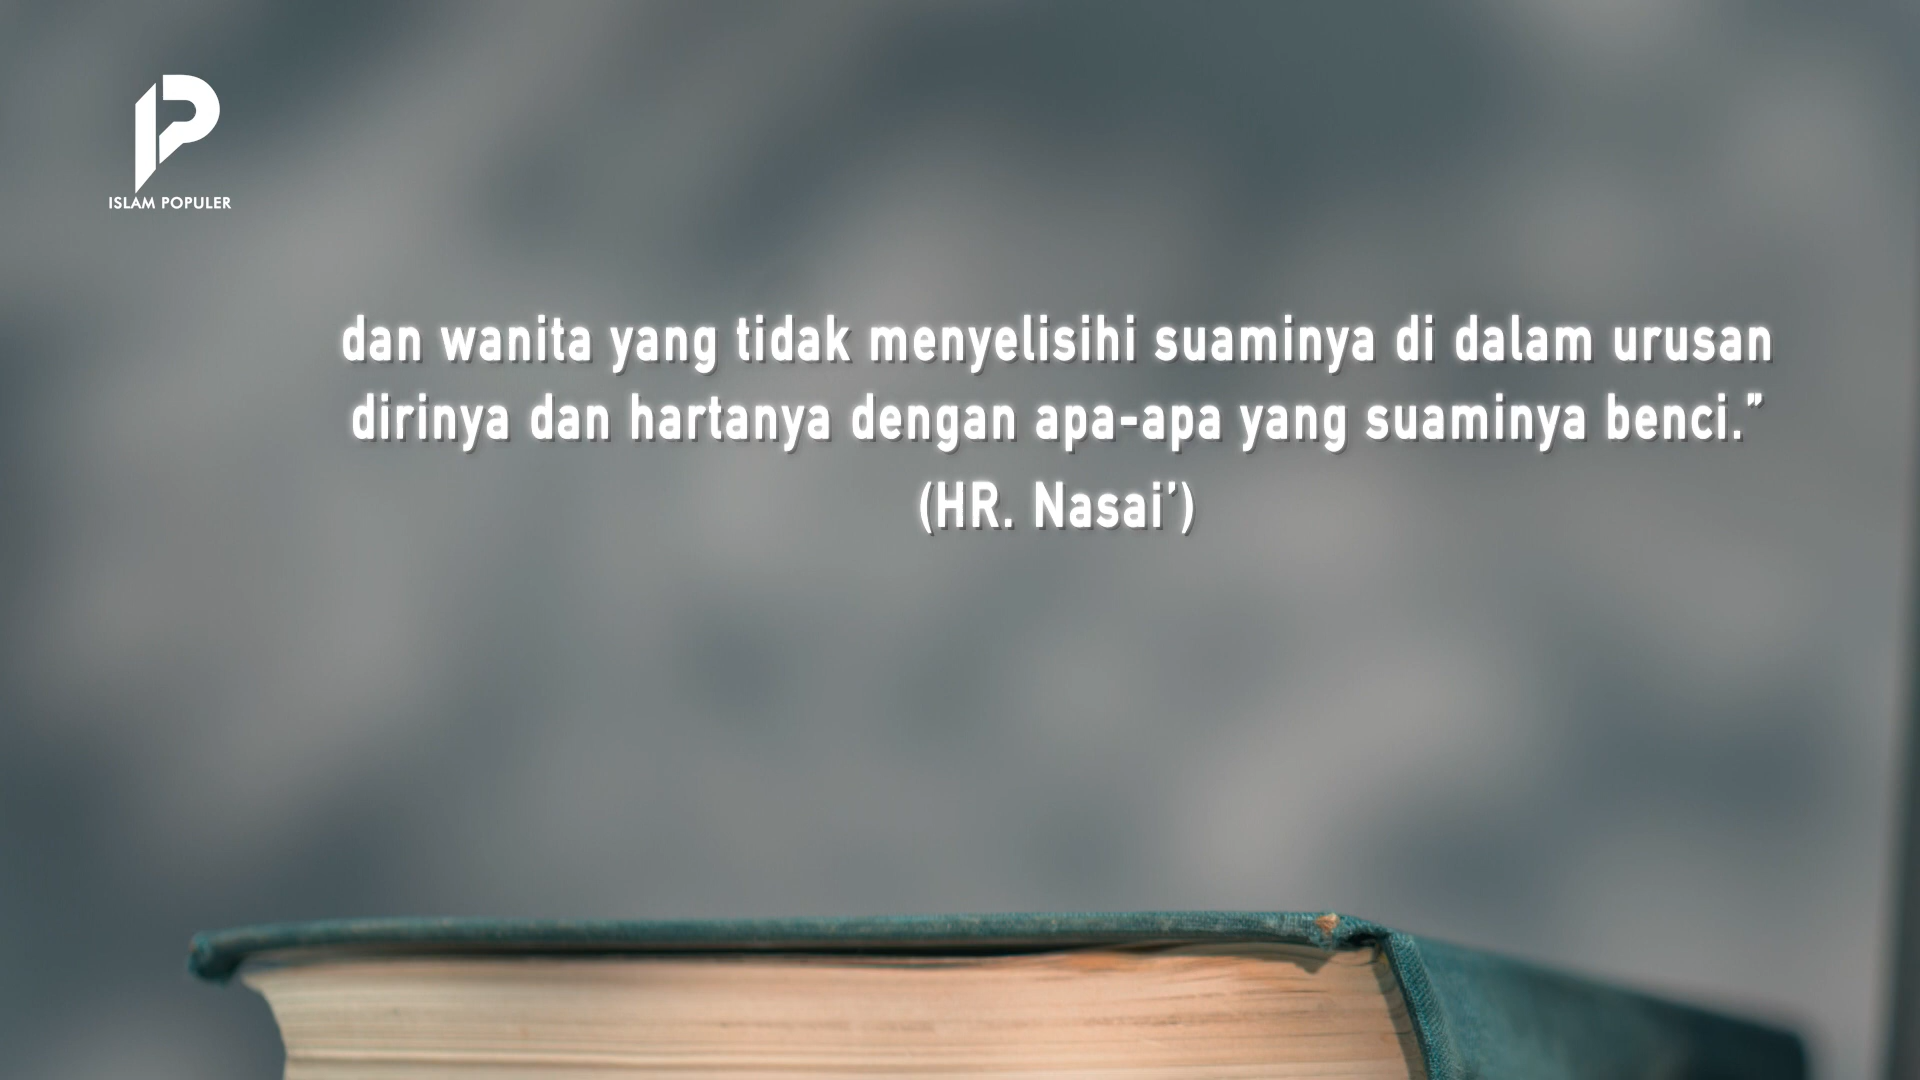 ISLAM POPULER
dan wanita yang tidak menyelisihi suaminya di dalam urusan
dirinya dan hartanya dengan apa-apa yang suaminya benci.”
(HR. Nasai’)